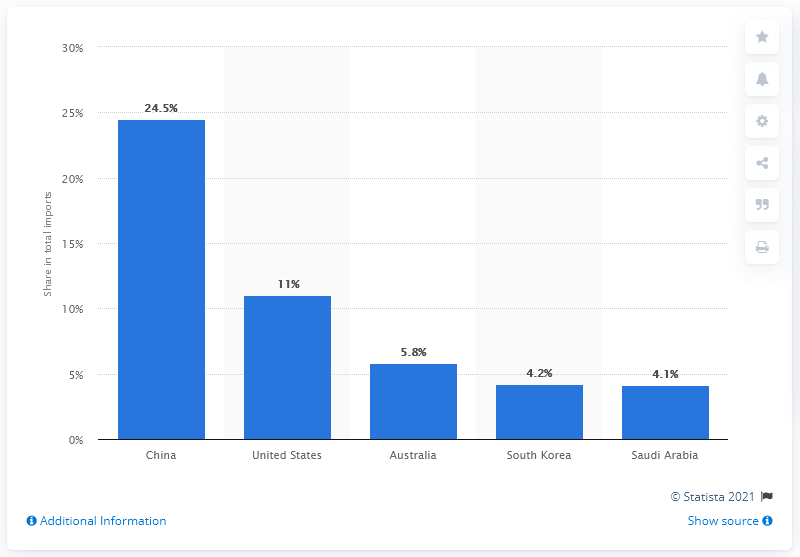 30%
25%
20%
15%
10%
5%
0%
Share in total imports
24.5%
11%
5.8%
4.2%
4.1%
China
United States
Australia
South Korea
Saudi Arabia
© Statista 2021
Additional Information
Show source